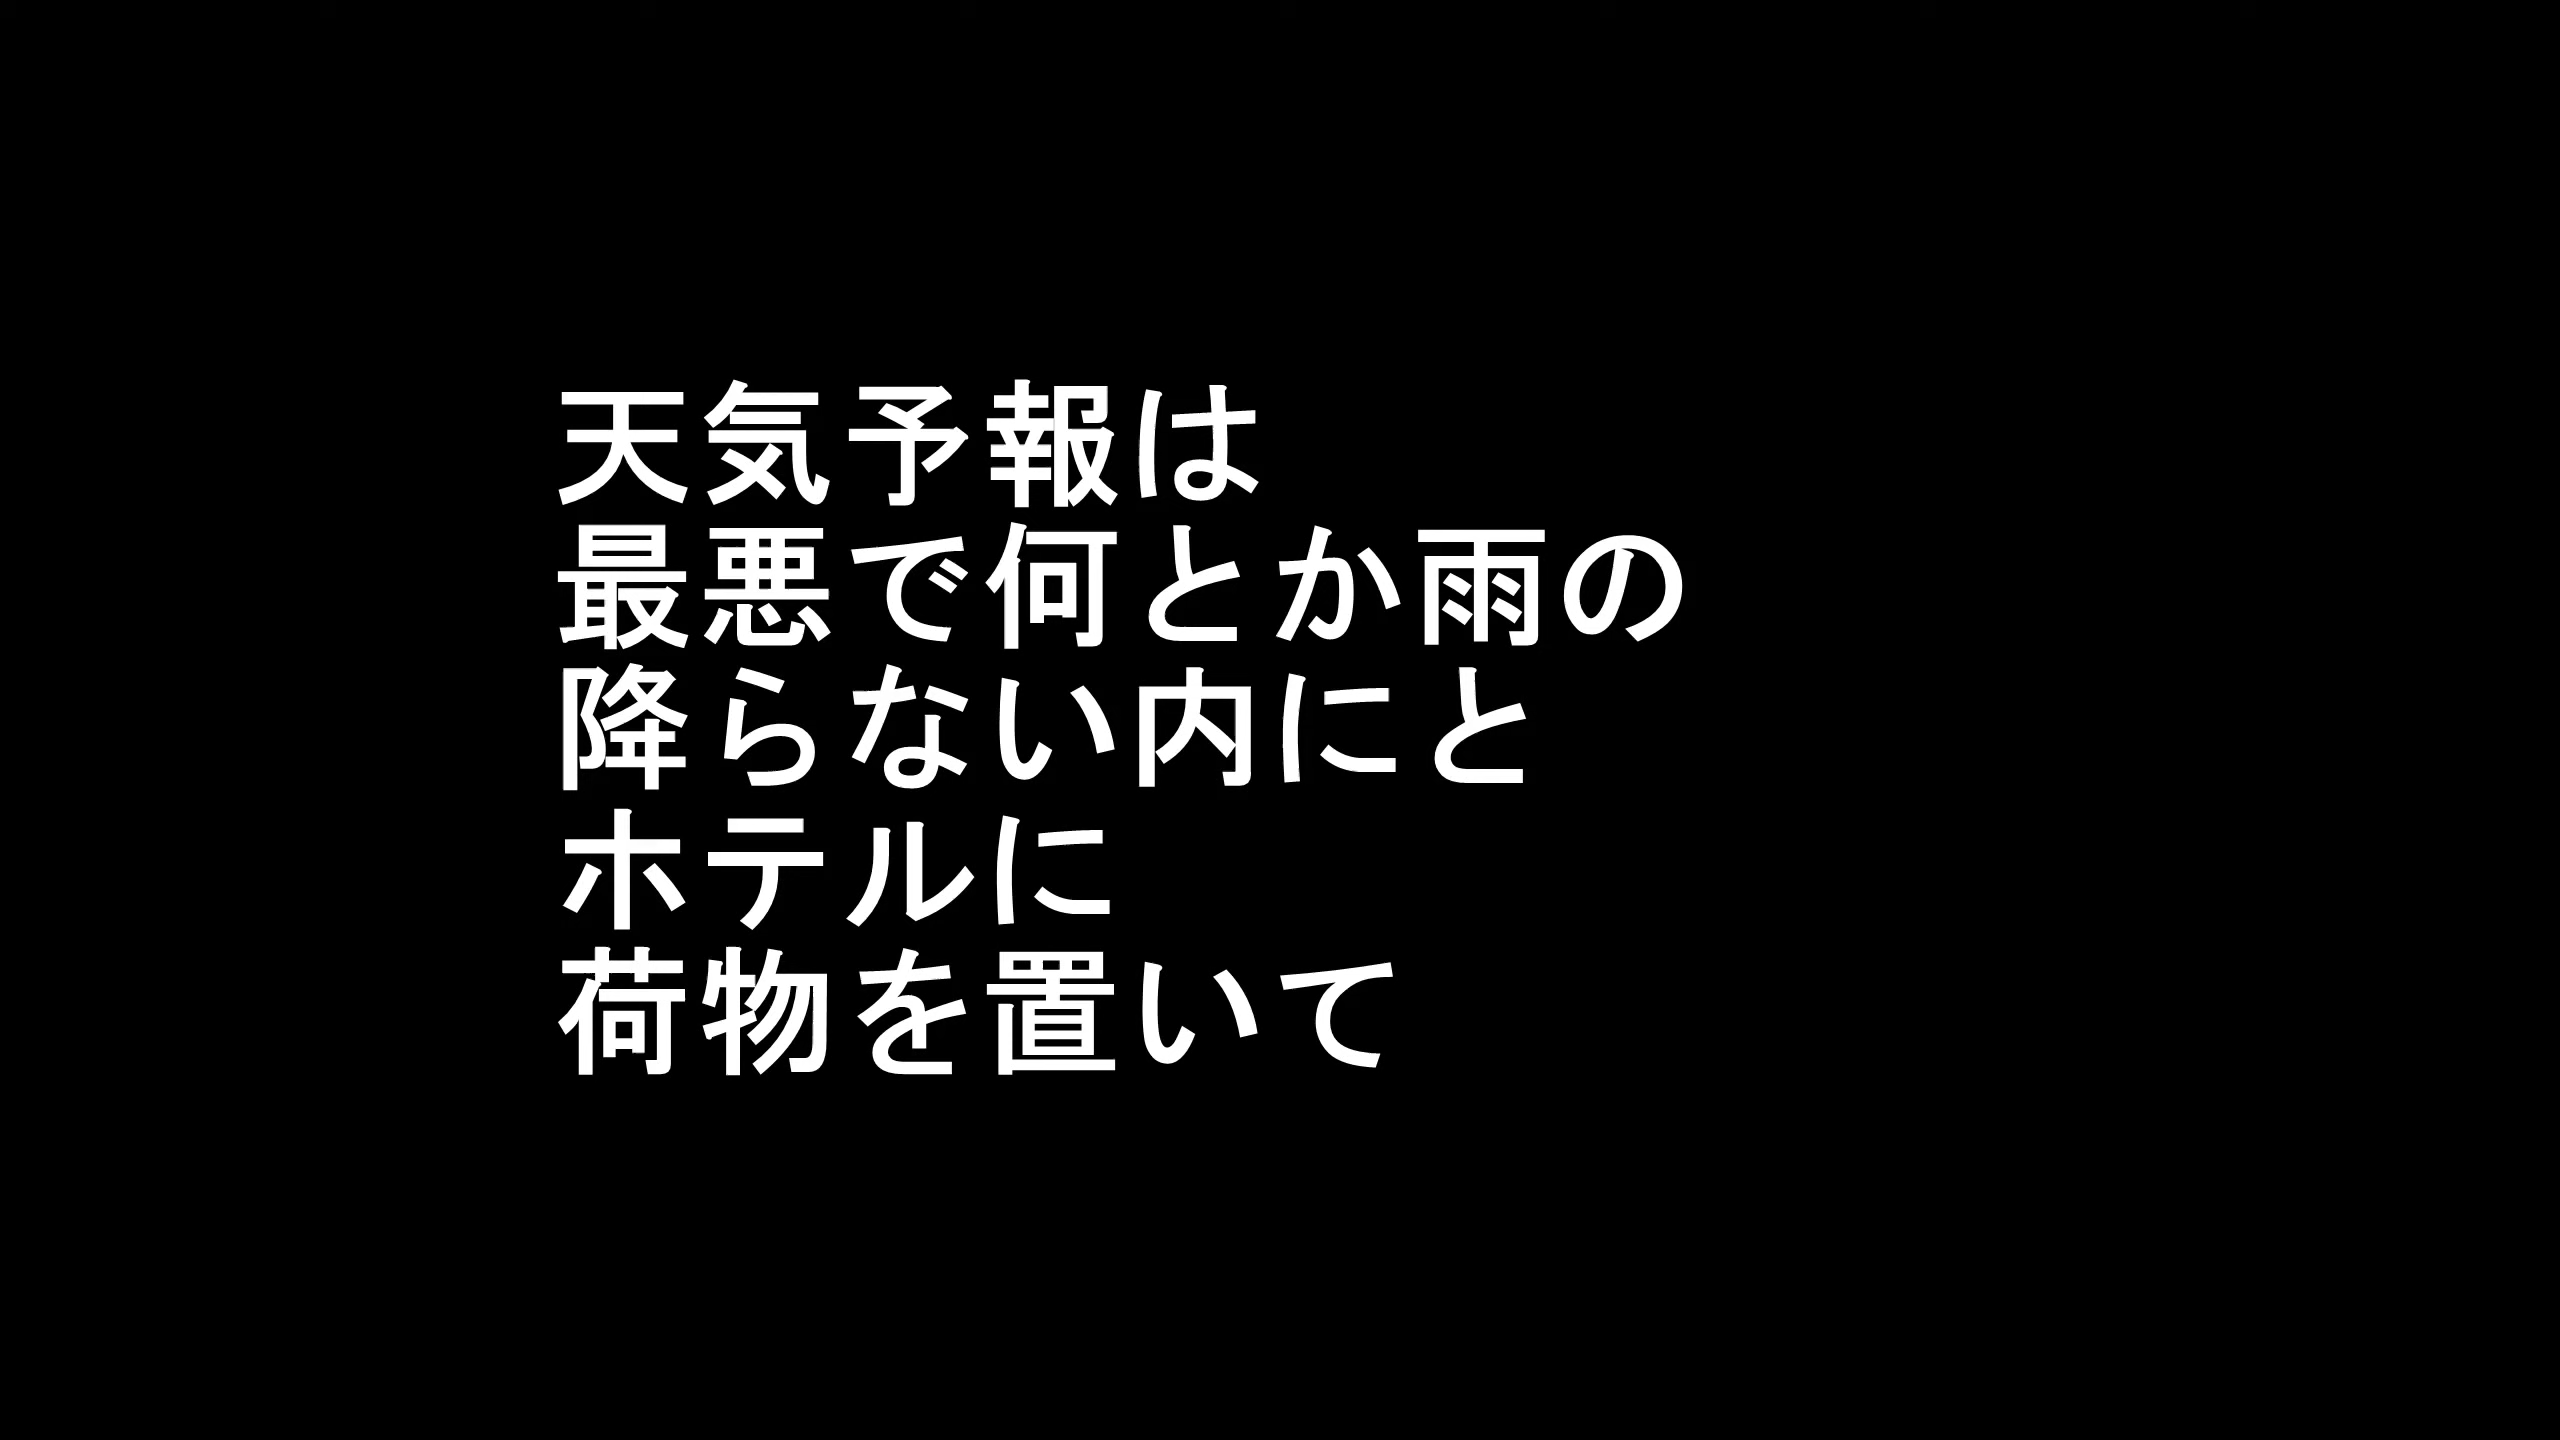 天気予報は
最悪で何とか雨の
降らない内にと
ホテルに
荷物を置いて